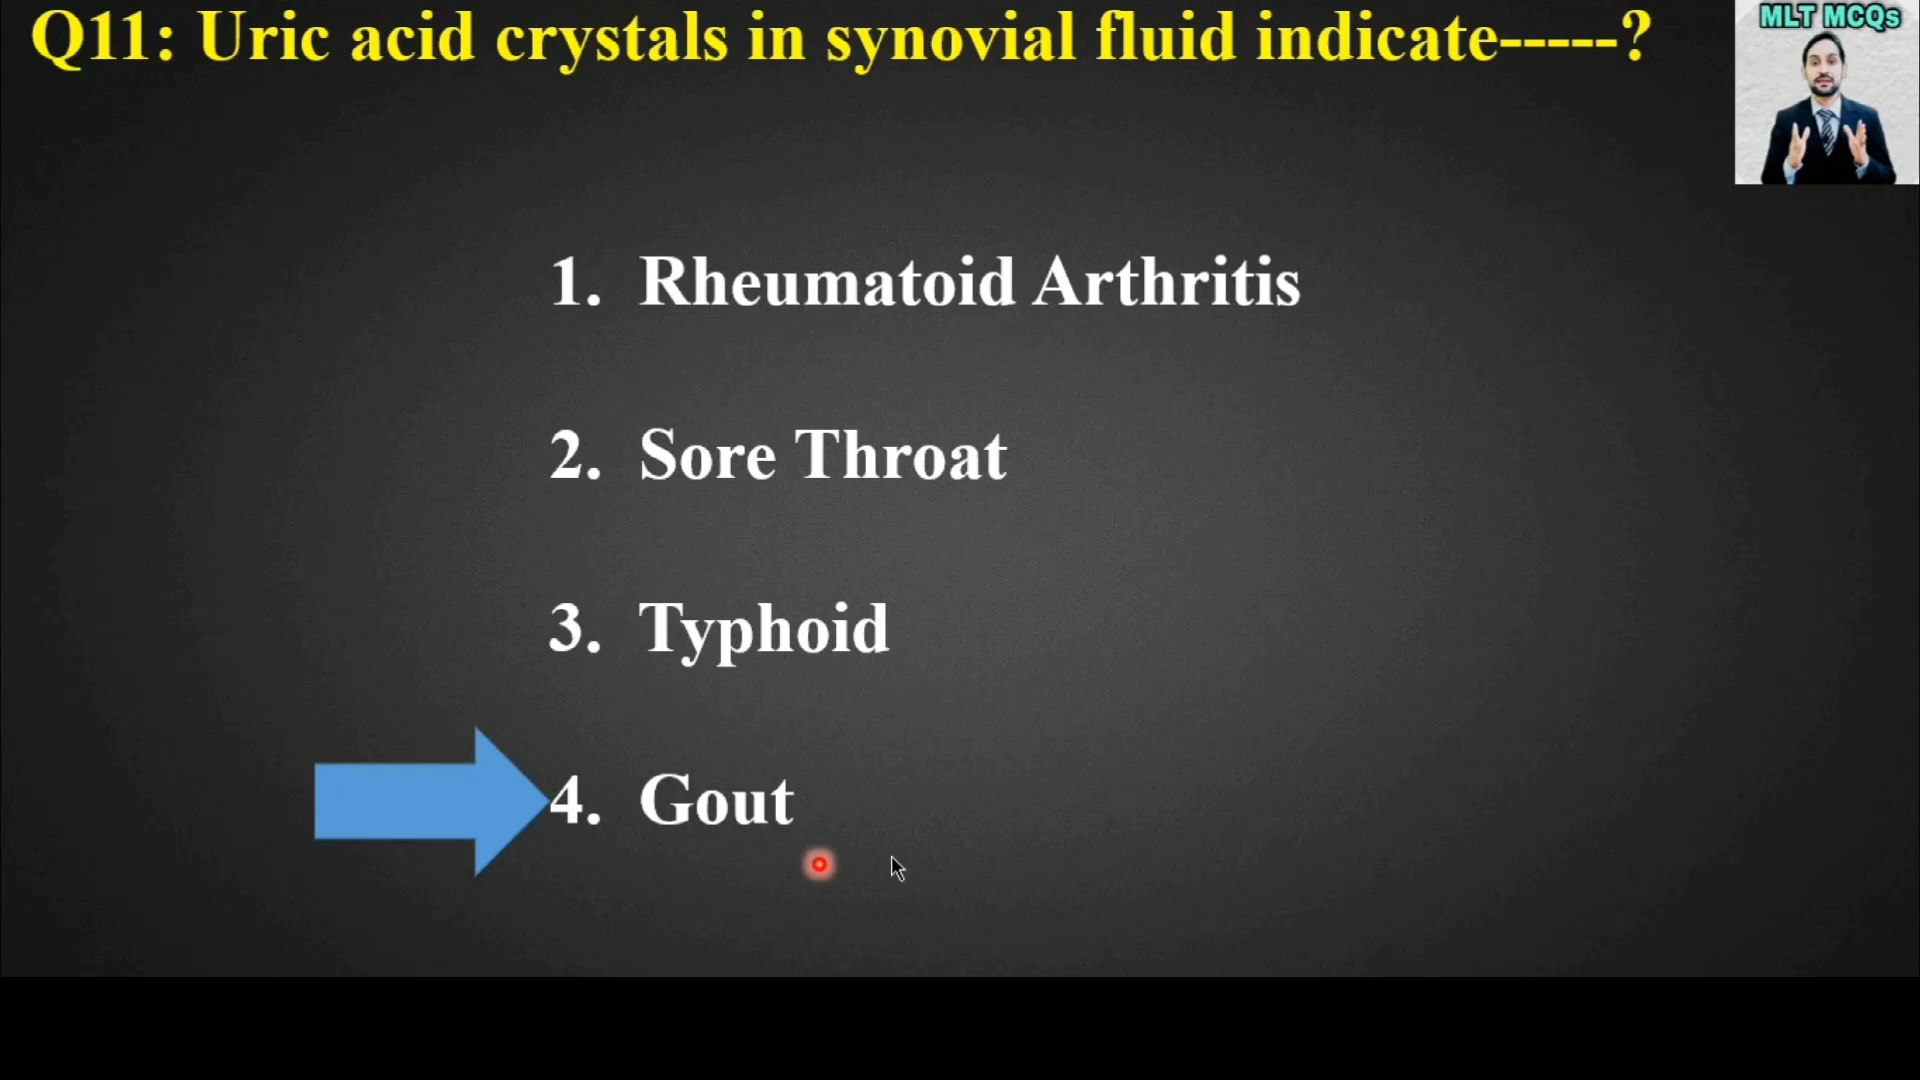 Q11: Uric acid crystals in synovial fluid indicate-----?
MLT MCQs
1. Rheumatoid Arthritis
2. Sore Throat
3. Typhoid
4. Gout